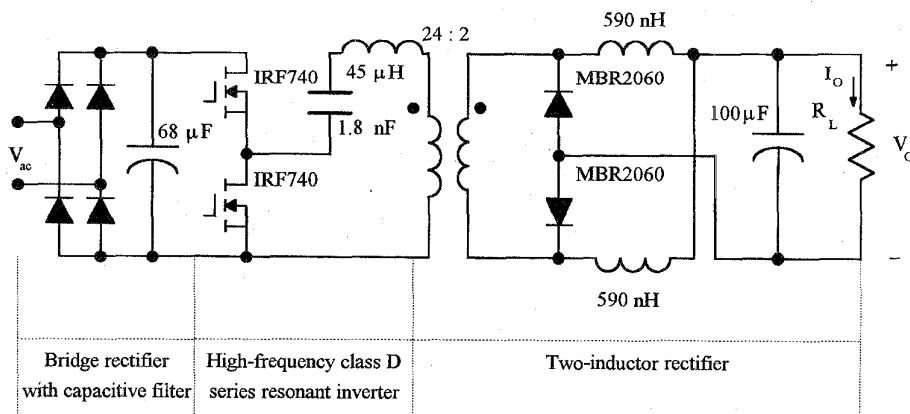 590 nH
24 : 2
IRF740
45 μH
MBR2060
+
I_O
68 μF
1.8 nF
100μF
R_L
V_ac
V_O
IRF740
MBR2060
−
590 nH
Bridge rectifier
with capacitive filter
High-frequency class D
series resonant inverter
Two-inductor rectifier